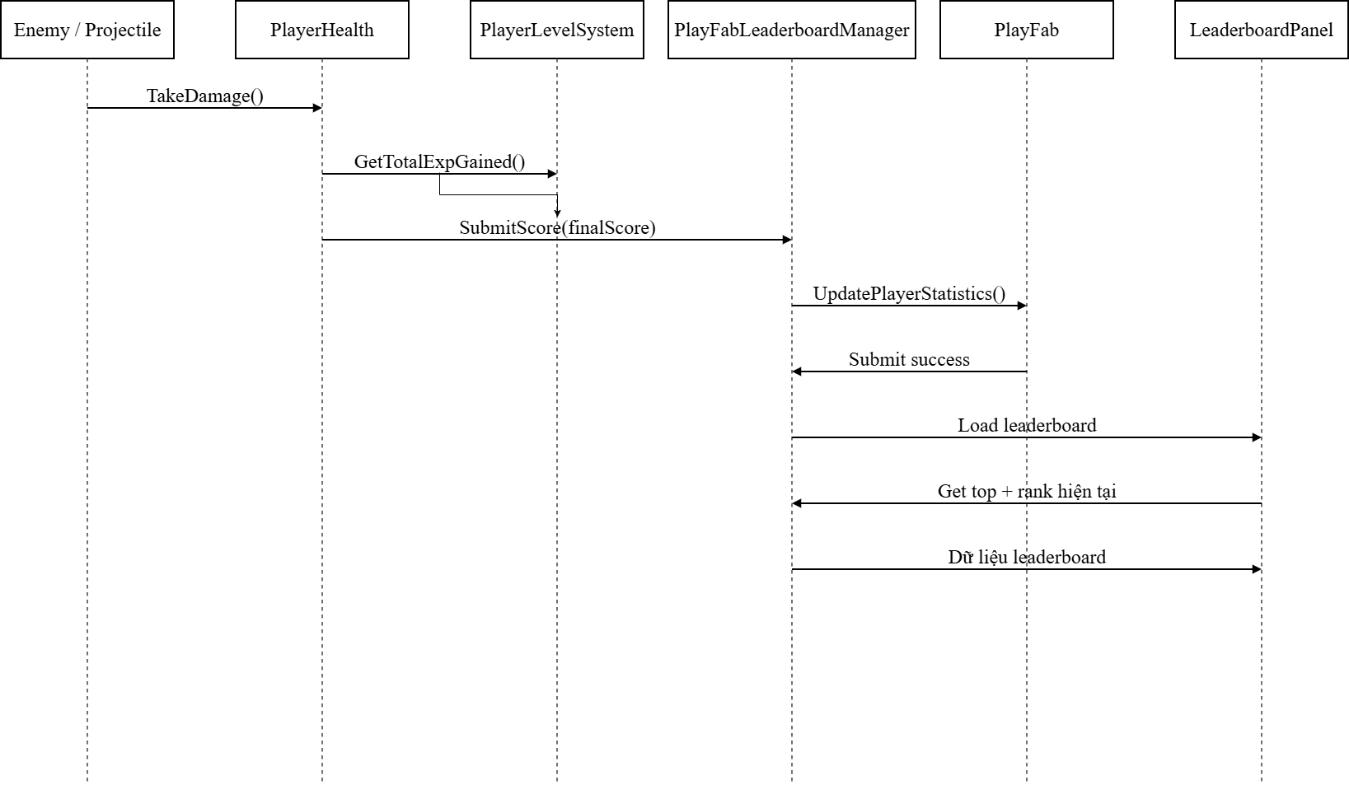 Enemy / Projectile
PlayerHealth
PlayerLevelSystem
PlayFabLeaderboardManager
PlayFab
LeaderboardPanel
TakeDamage()
GetTotalExpGained()
SubmitScore(finalScore)
UpdatePlayerStatistics()
Submit success
Load leaderboard
Get top + rank hiện tại
Dữ liệu leaderboard